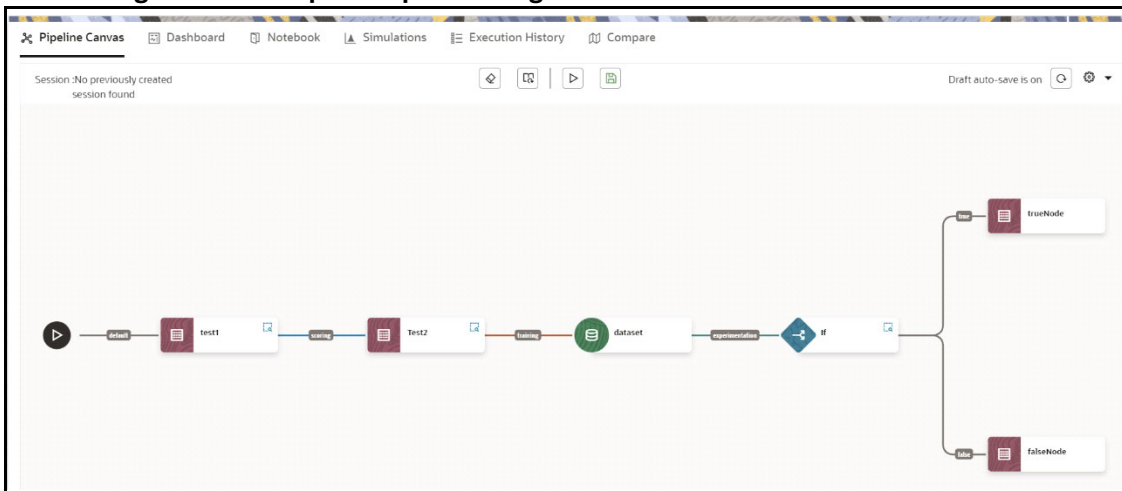 Pipeline Canvas Dashboard Notebook Simulations Execution History Compare
Session :No previously created
session found
Draft auto-save is on
true trueNode
default test1 scoring Test2 training dataset experimentation If
false falseNode